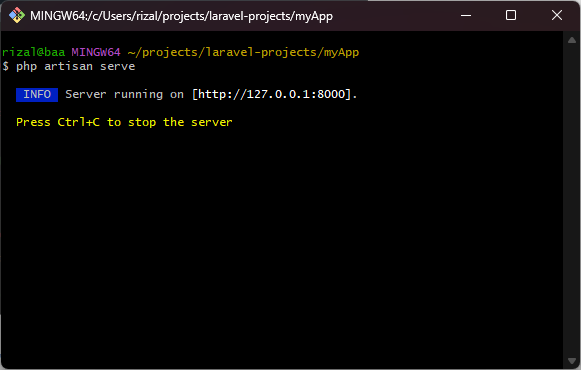 MINGW64:/c/Users/rizal/projects/laravel-projects/myApp
rizal@baa MINGW64 ~/projects/laravel-projects/myApp
$ php artisan serve
INFO Server running on [http://127.0.0.1:8000].
Press Ctrl+C to stop the server